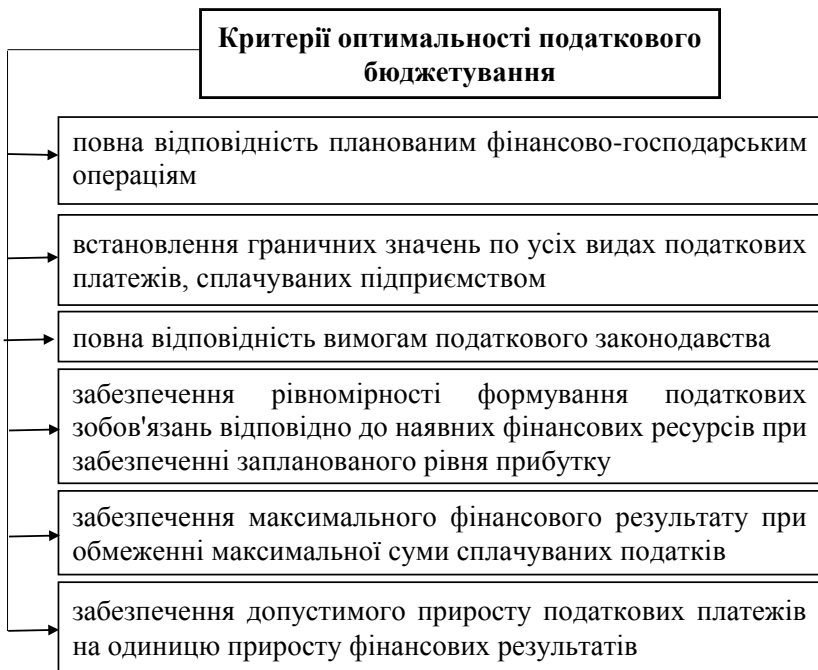 Критерії оптимальності податкового
бюджетування
повна відповідність планованим фінансово-господарським
операціям
встановлення граничних значень по усіх видах податкових
платежів, сплачуваних підприємством
повна відповідність вимогам податкового законодавства
забезпечення рівномірності формування податкових
зобов'язань відповідно до наявних фінансових ресурсів при
забезпеченні запланованого рівня прибутку
забезпечення максимального фінансового результату при
обмеженні максимальної суми сплачуваних податків
забезпечення допустимого приросту податкових платежів
на одиницю приросту фінансових результатів